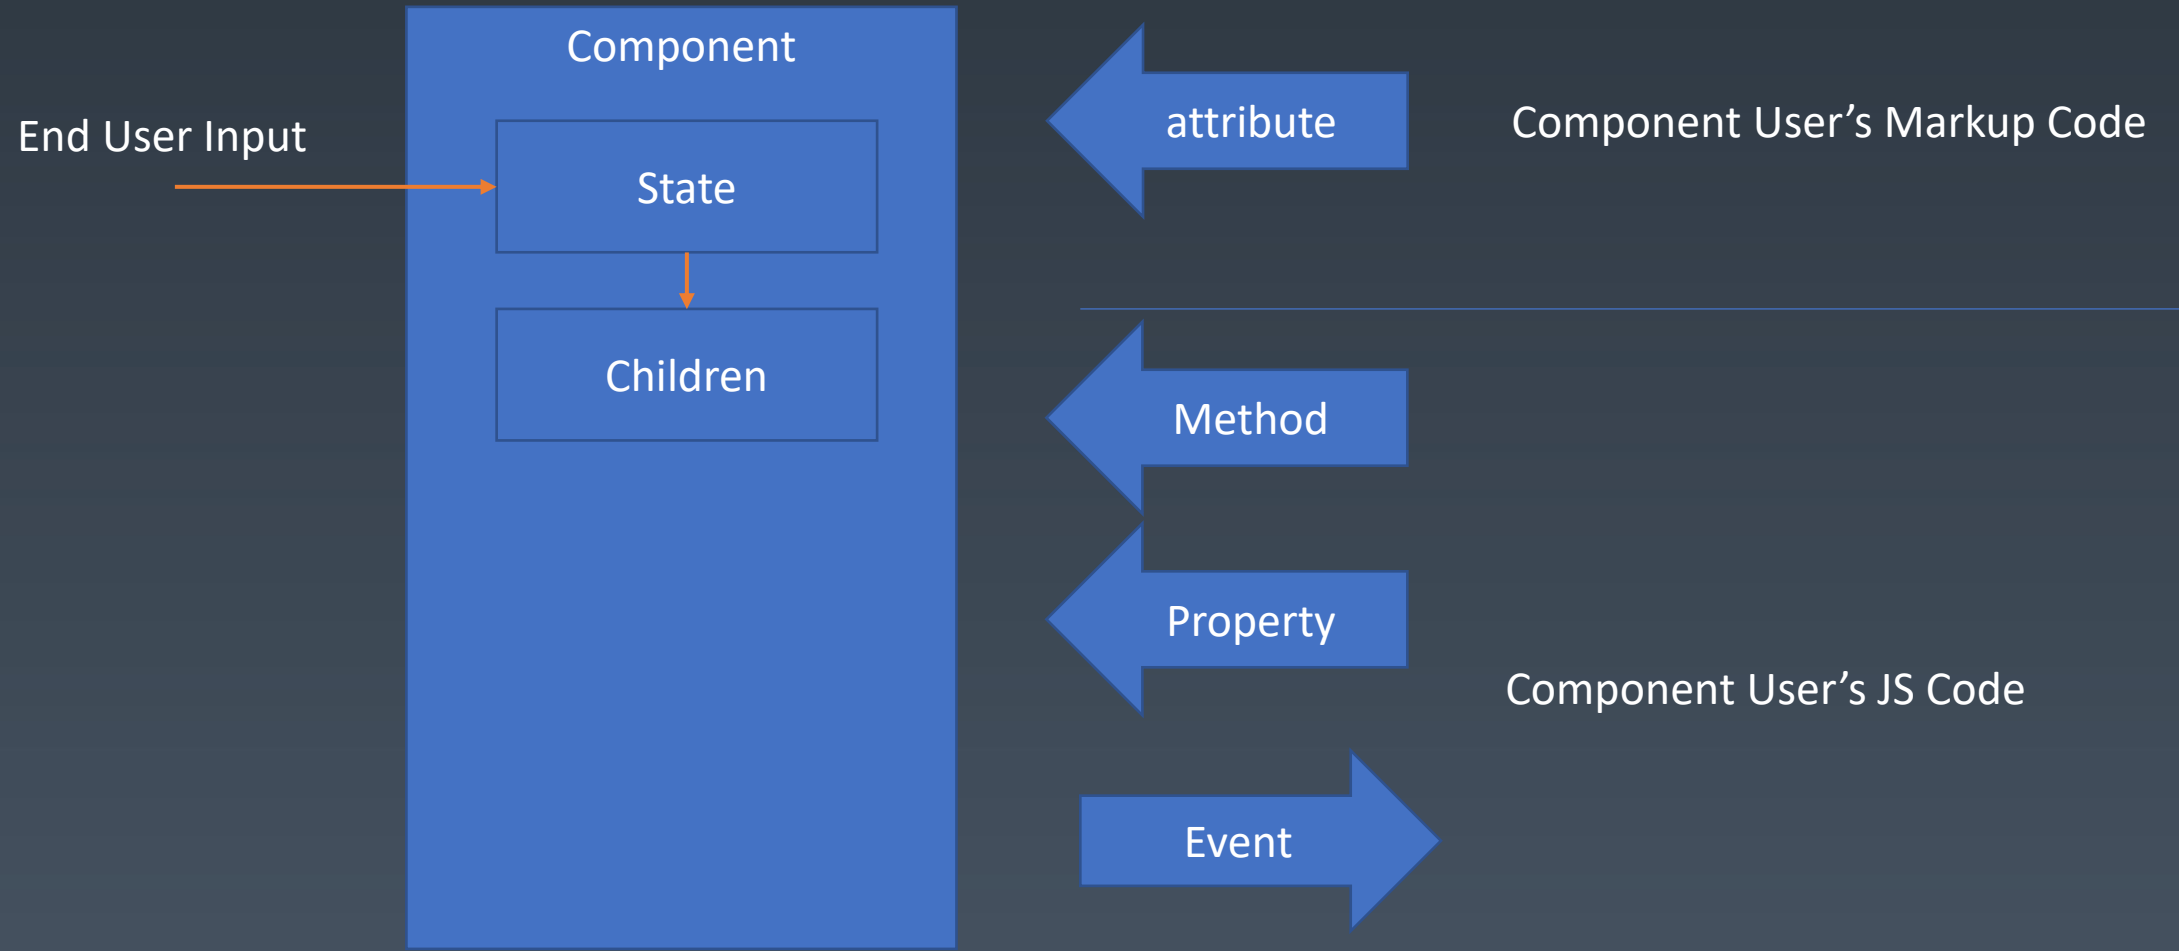 Component
End User Input
State
Children
attribute
Component User’s Markup Code
Method
Property
Component User’s JS Code
Event